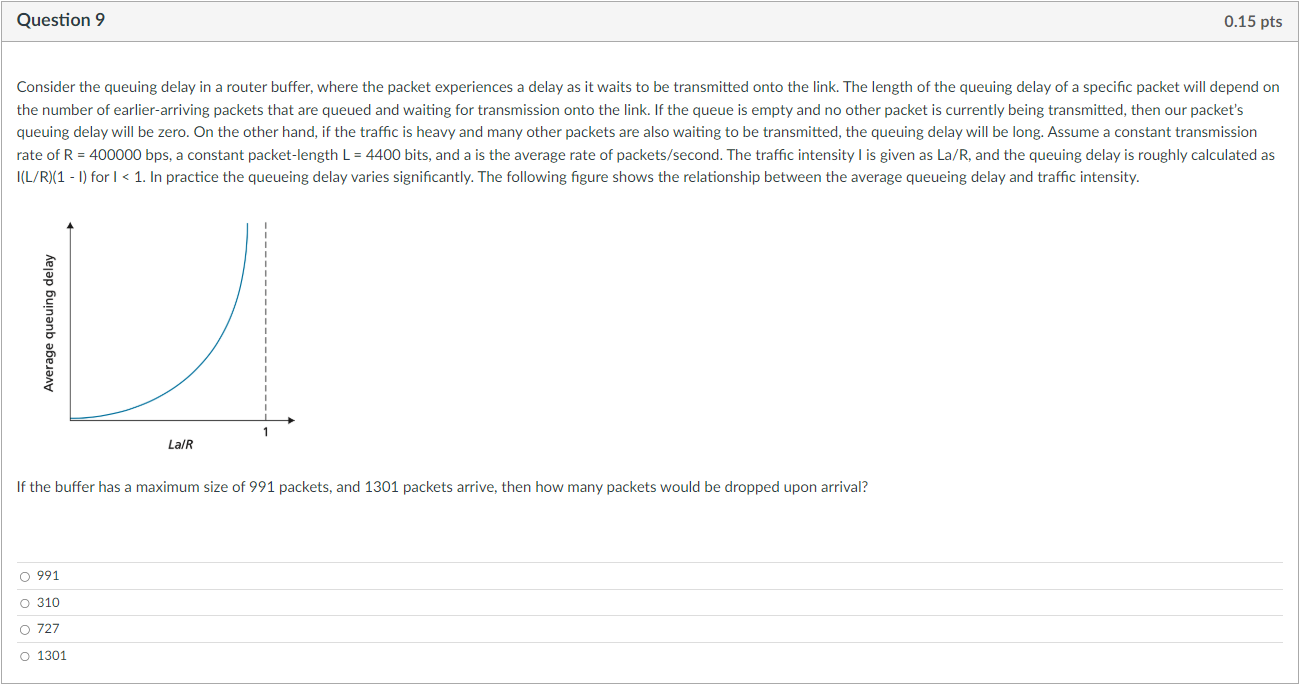 Question 9
0.15 pts
Consider the queuing delay in a router buffer, where the packet experiences a delay as it waits to be transmitted onto the link. The length of the queuing delay of a specific packet will depend on
the number of earlier-arriving packets that are queued and waiting for transmission onto the link. If the queue is empty and no other packet is currently being transmitted, then our packet's
queuing delay will be zero. On the other hand, if the traffic is heavy and many other packets are also waiting to be transmitted, the queuing delay will be long. Assume a constant transmission
rate of R = 400000 bps, a constant packet-length L = 4400 bits, and a is the average rate of packets/second. The traffic intensity I is given as La/R, and the queuing delay is roughly calculated as
I(L/R)(1 - I) for I < 1. In practice the queueing delay varies significantly. The following figure shows the relationship between the average queueing delay and traffic intensity.
Average queuing delay
1
La/R
If the buffer has a maximum size of 991 packets, and 1301 packets arrive, then how many packets would be dropped upon arrival?
991
310
727
1301